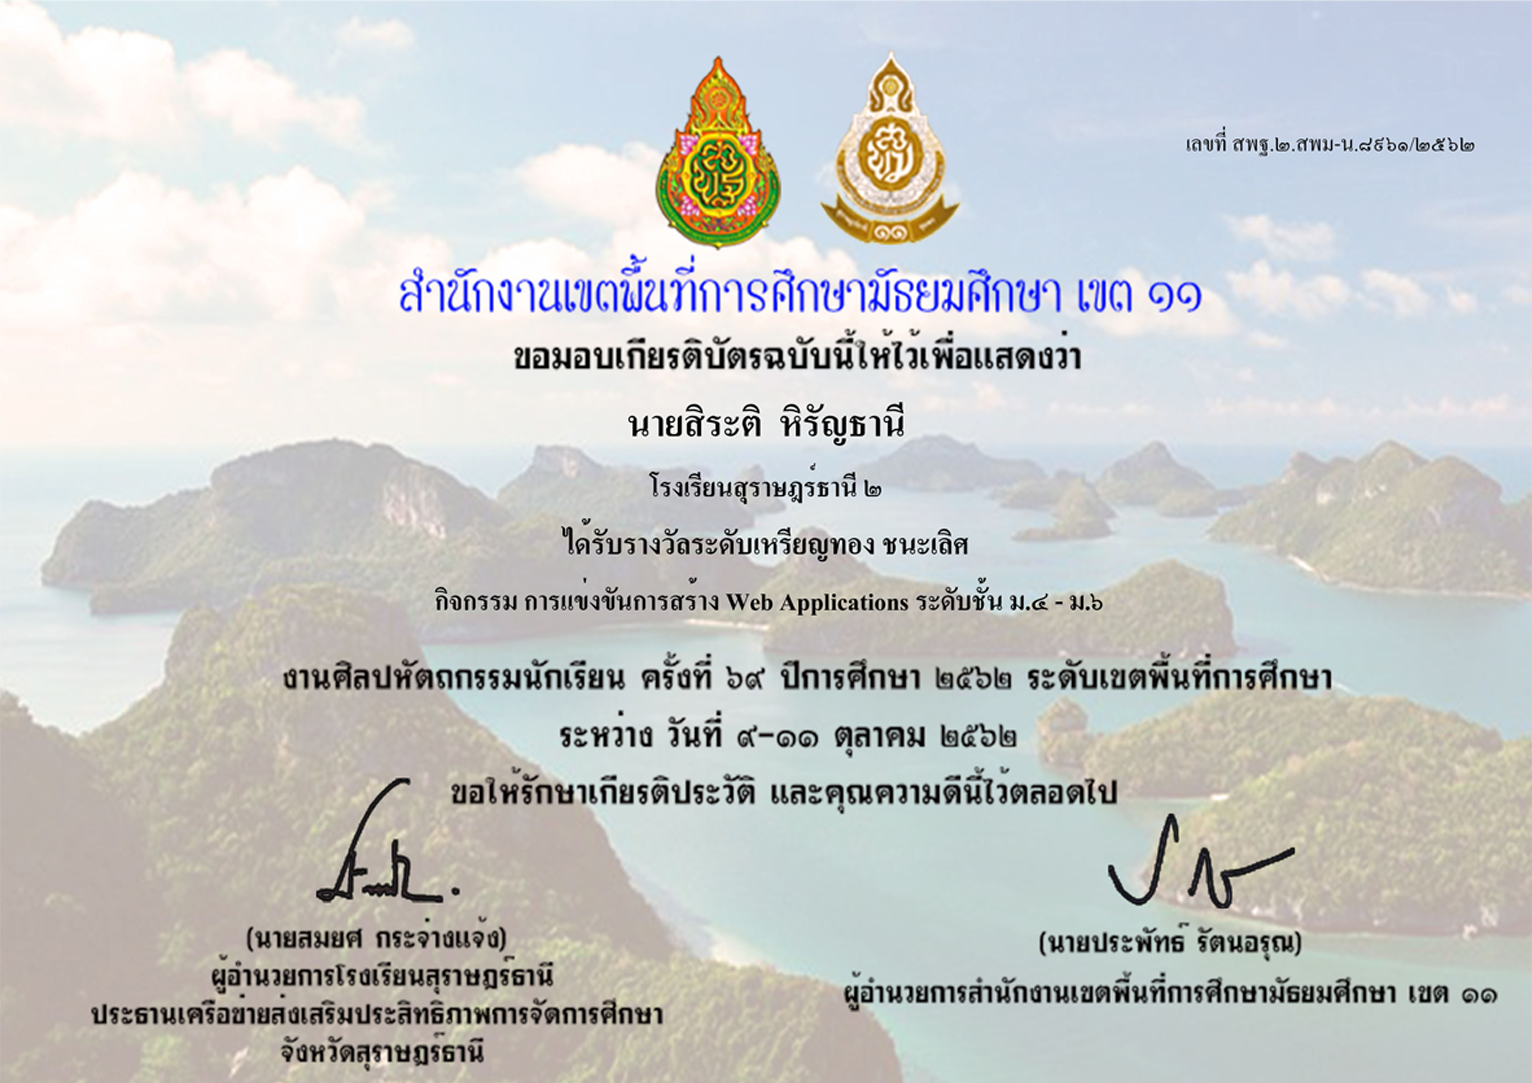 เลขที่ สพฐ.๒.สพม-น.๘๙๖๑/๒๕๖๒
๑๑
สำนักงานเขตพื้นที่การศึกษามัธยมศึกษา เขต ๑๑
ขอมอบเกียรติบัตรฉบับนี้ให้ไว้เพื่อแสดงว่า
นายสิระติ หิรัญธานี
โรงเรียนสุราษฎร์ธานี ๒
ได้รับรางวัลระดับเหรียญทอง ชนะเลิศ
กิจกรรม การแข่งขันการสร้าง Web Applications ระดับชั้น ม.๔ - ม.๖
งานศิลปหัตถกรรมนักเรียน ครั้งที่ ๖๙ ปีการศึกษา ๒๕๖๒ ระดับเขตพื้นที่การศึกษา
ระหว่าง วันที่ ๙-๑๑ ตุลาคม ๒๕๖๒
ขอให้รักษาเกียรติประวัติ และคุณความดีนี้ไว้ตลอดไป
(นายสมยศ กระจ่างแจ้ง)
ผู้อำนวยการโรงเรียนสุราษฎร์ธานี
ประธานเครือข่ายส่งเสริมประสิทธิภาพการจัดการศึกษา
จังหวัดสุราษฎร์ธานี
(นายประพัทธ์ รัตนอรุณ)
ผู้อำนวยการสำนักงานเขตพื้นที่การศึกษามัธยมศึกษา เขต ๑๑